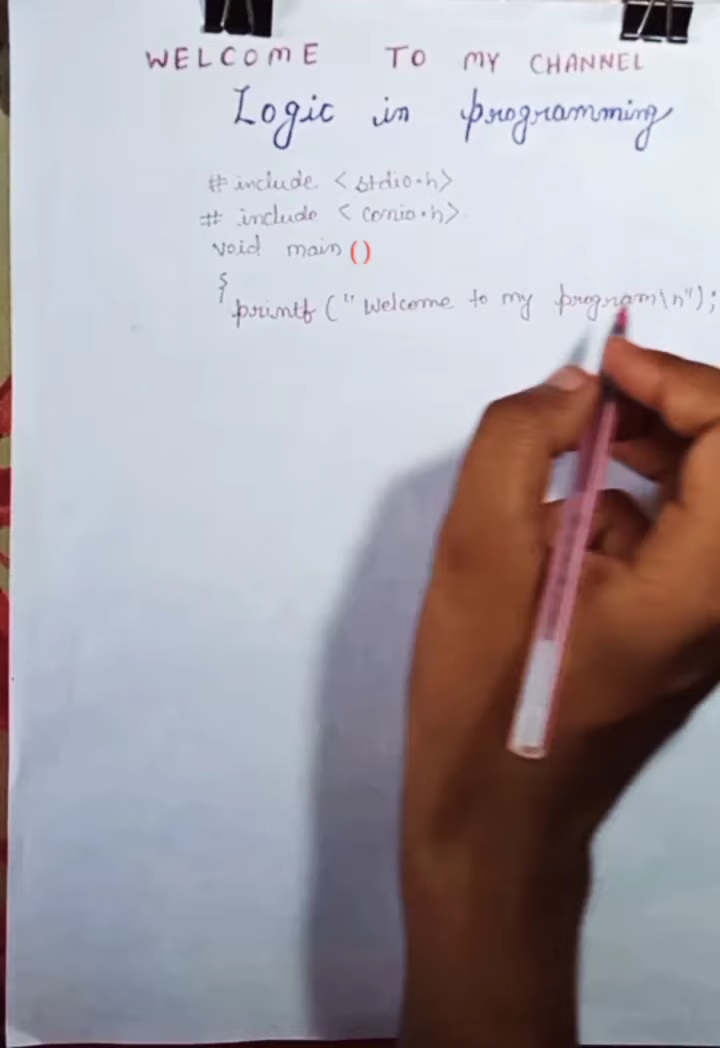 WELCOME TO MY CHANNEL
Logic in programming
# include <stdio.h>
# include <conio.h>
void main ()
{
printf ("Welcome to my program\n");